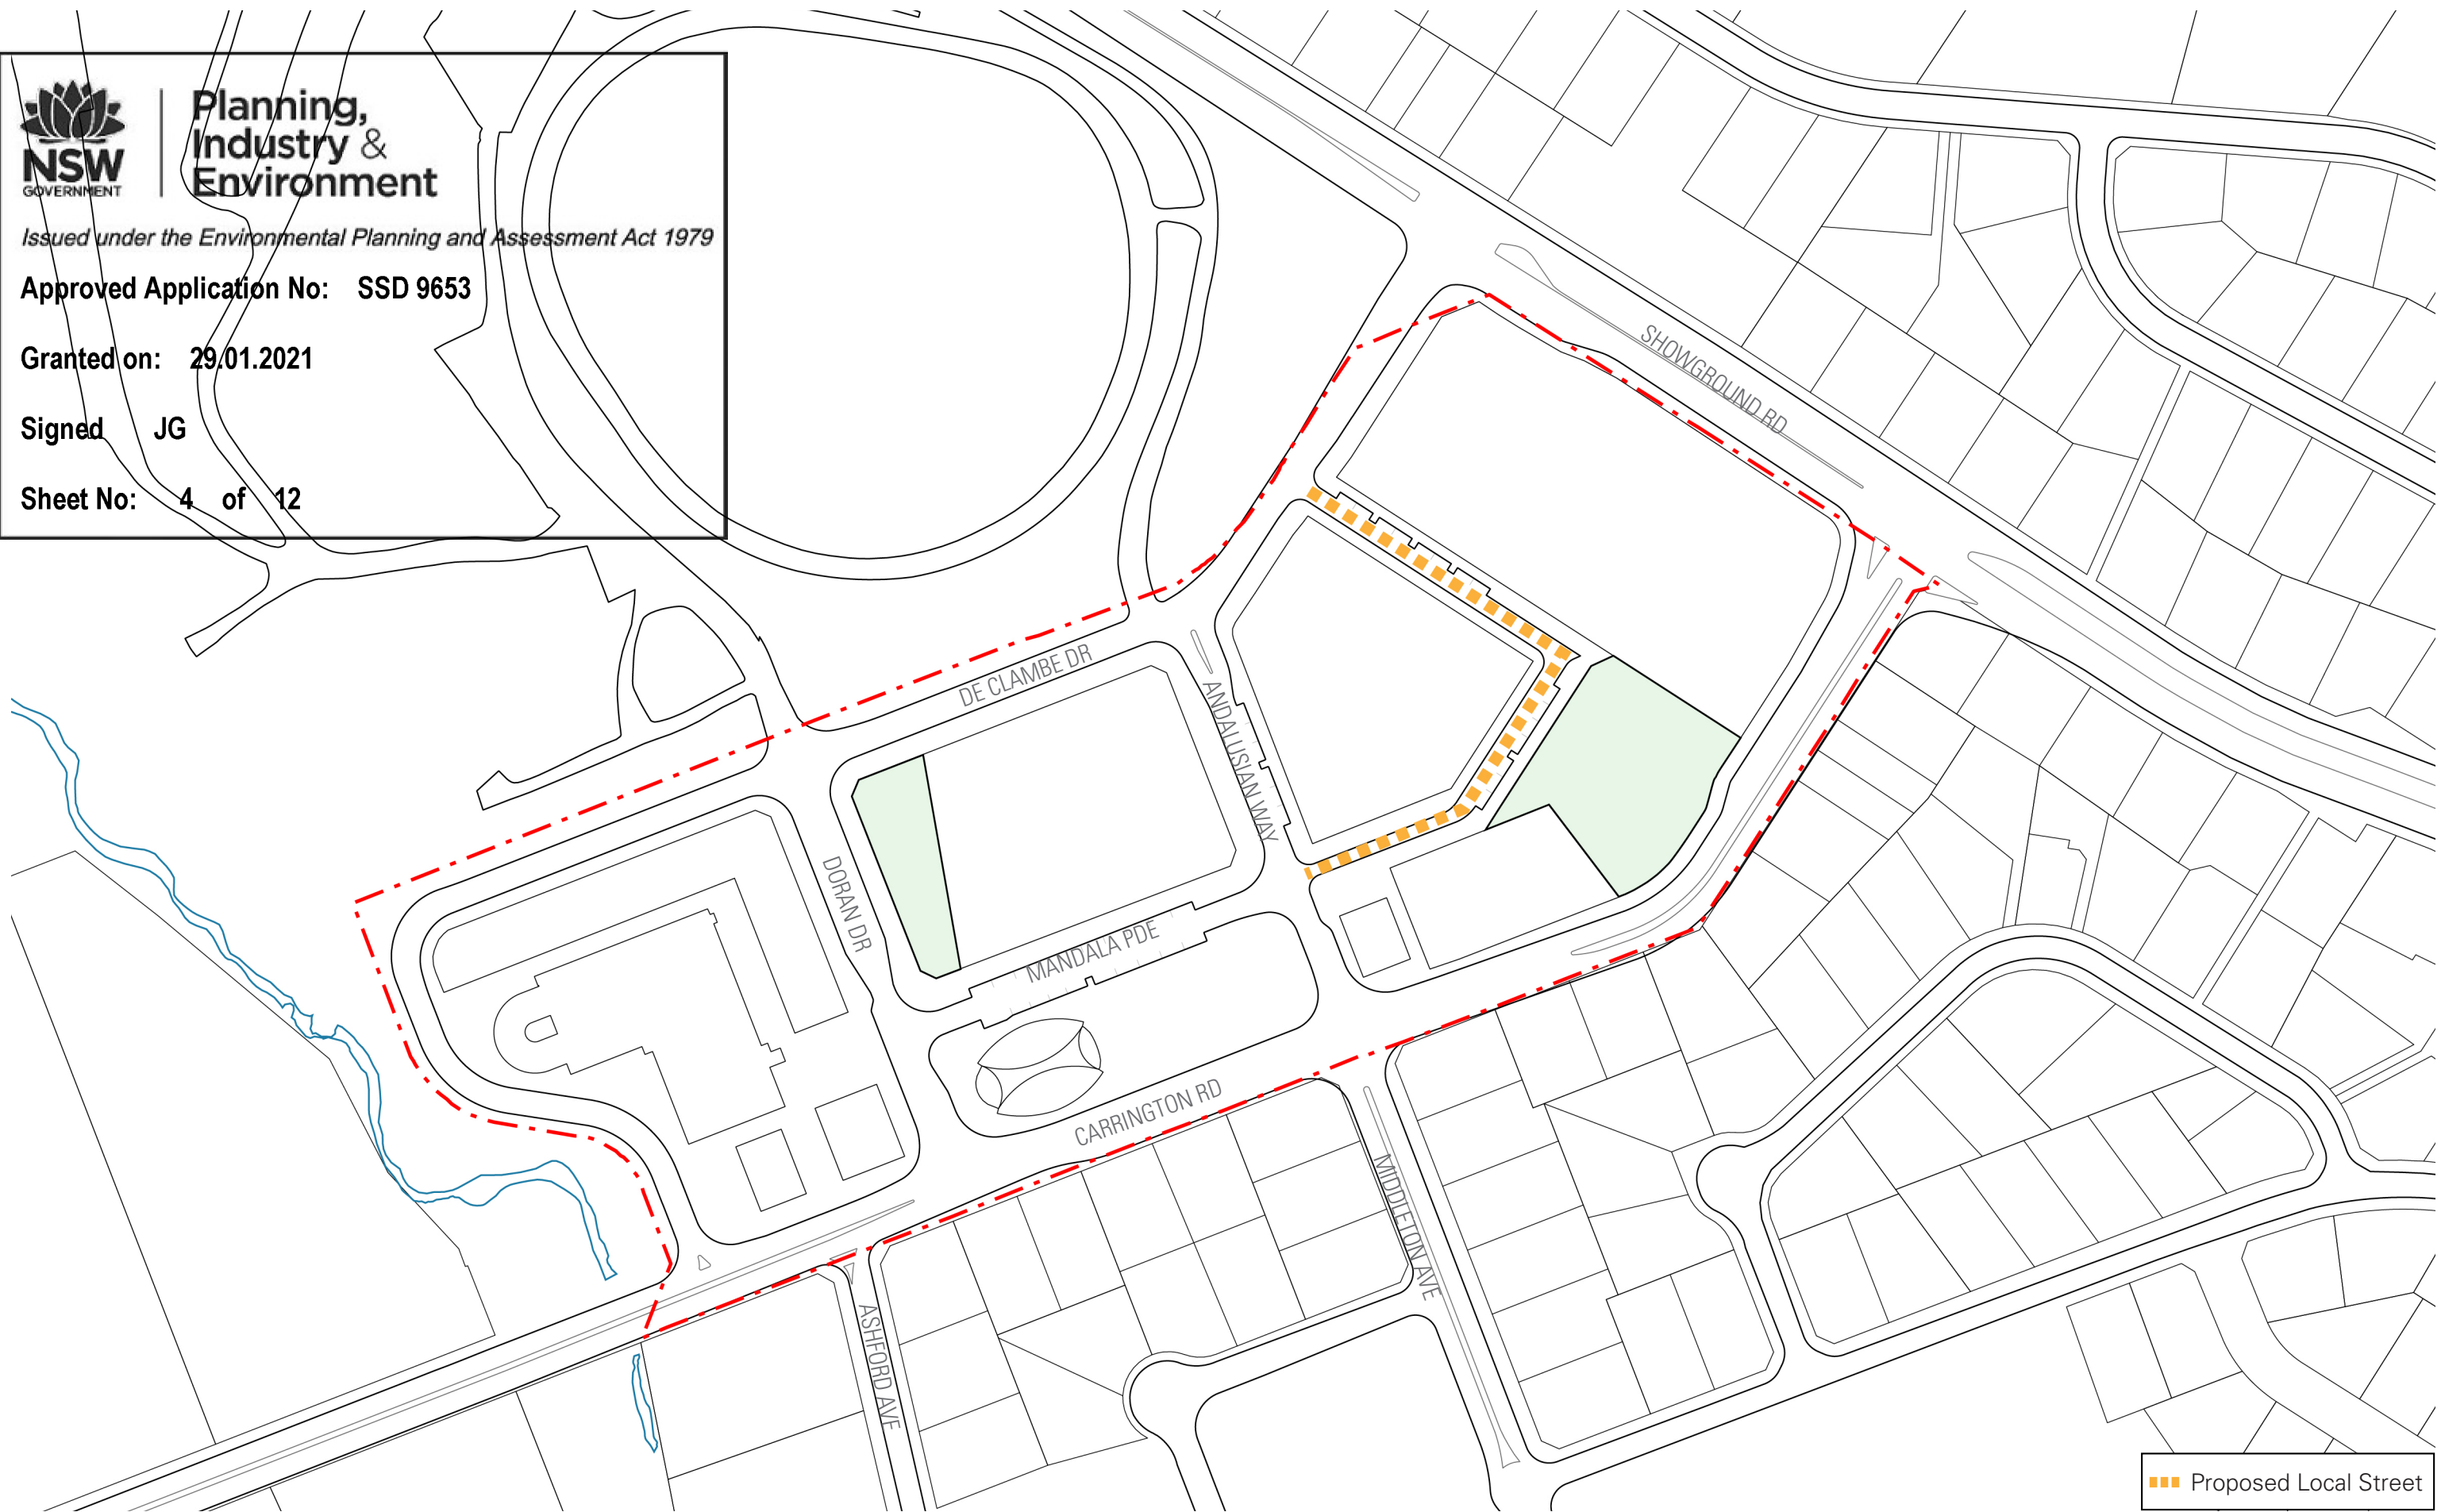 NSW
GOVERNMENT
Planning,
Industry &
Environment
Issued under the Environmental Planning and Assessment Act 1979
Approved Application No: SSD 9653
Granted on: 29.01.2021
Signed JG
Sheet No: 4 of 12
SHOWGROUND RD
DE CLAMBE DR
ANDALUSIAN WAY
DORAN DR
MANDALA PDE
CARRINGTON RD
MIDDLETON AVE
ASHFORD AVE
Proposed Local Street